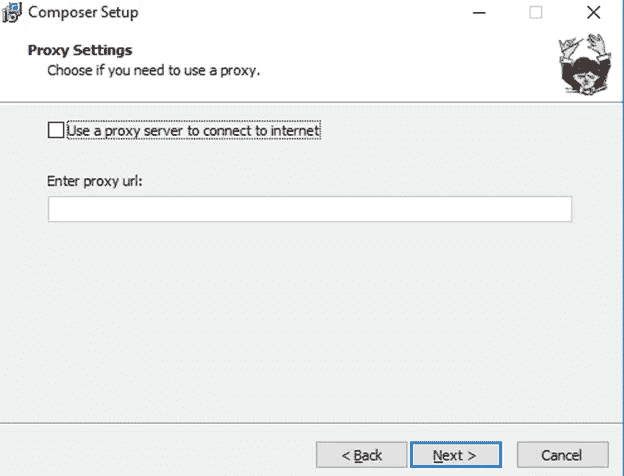 Composer Setup
Proxy Settings
Choose if you need to use a proxy.
Use a proxy server to connect to internet
Enter proxy url:
< Back
Next >
Cancel